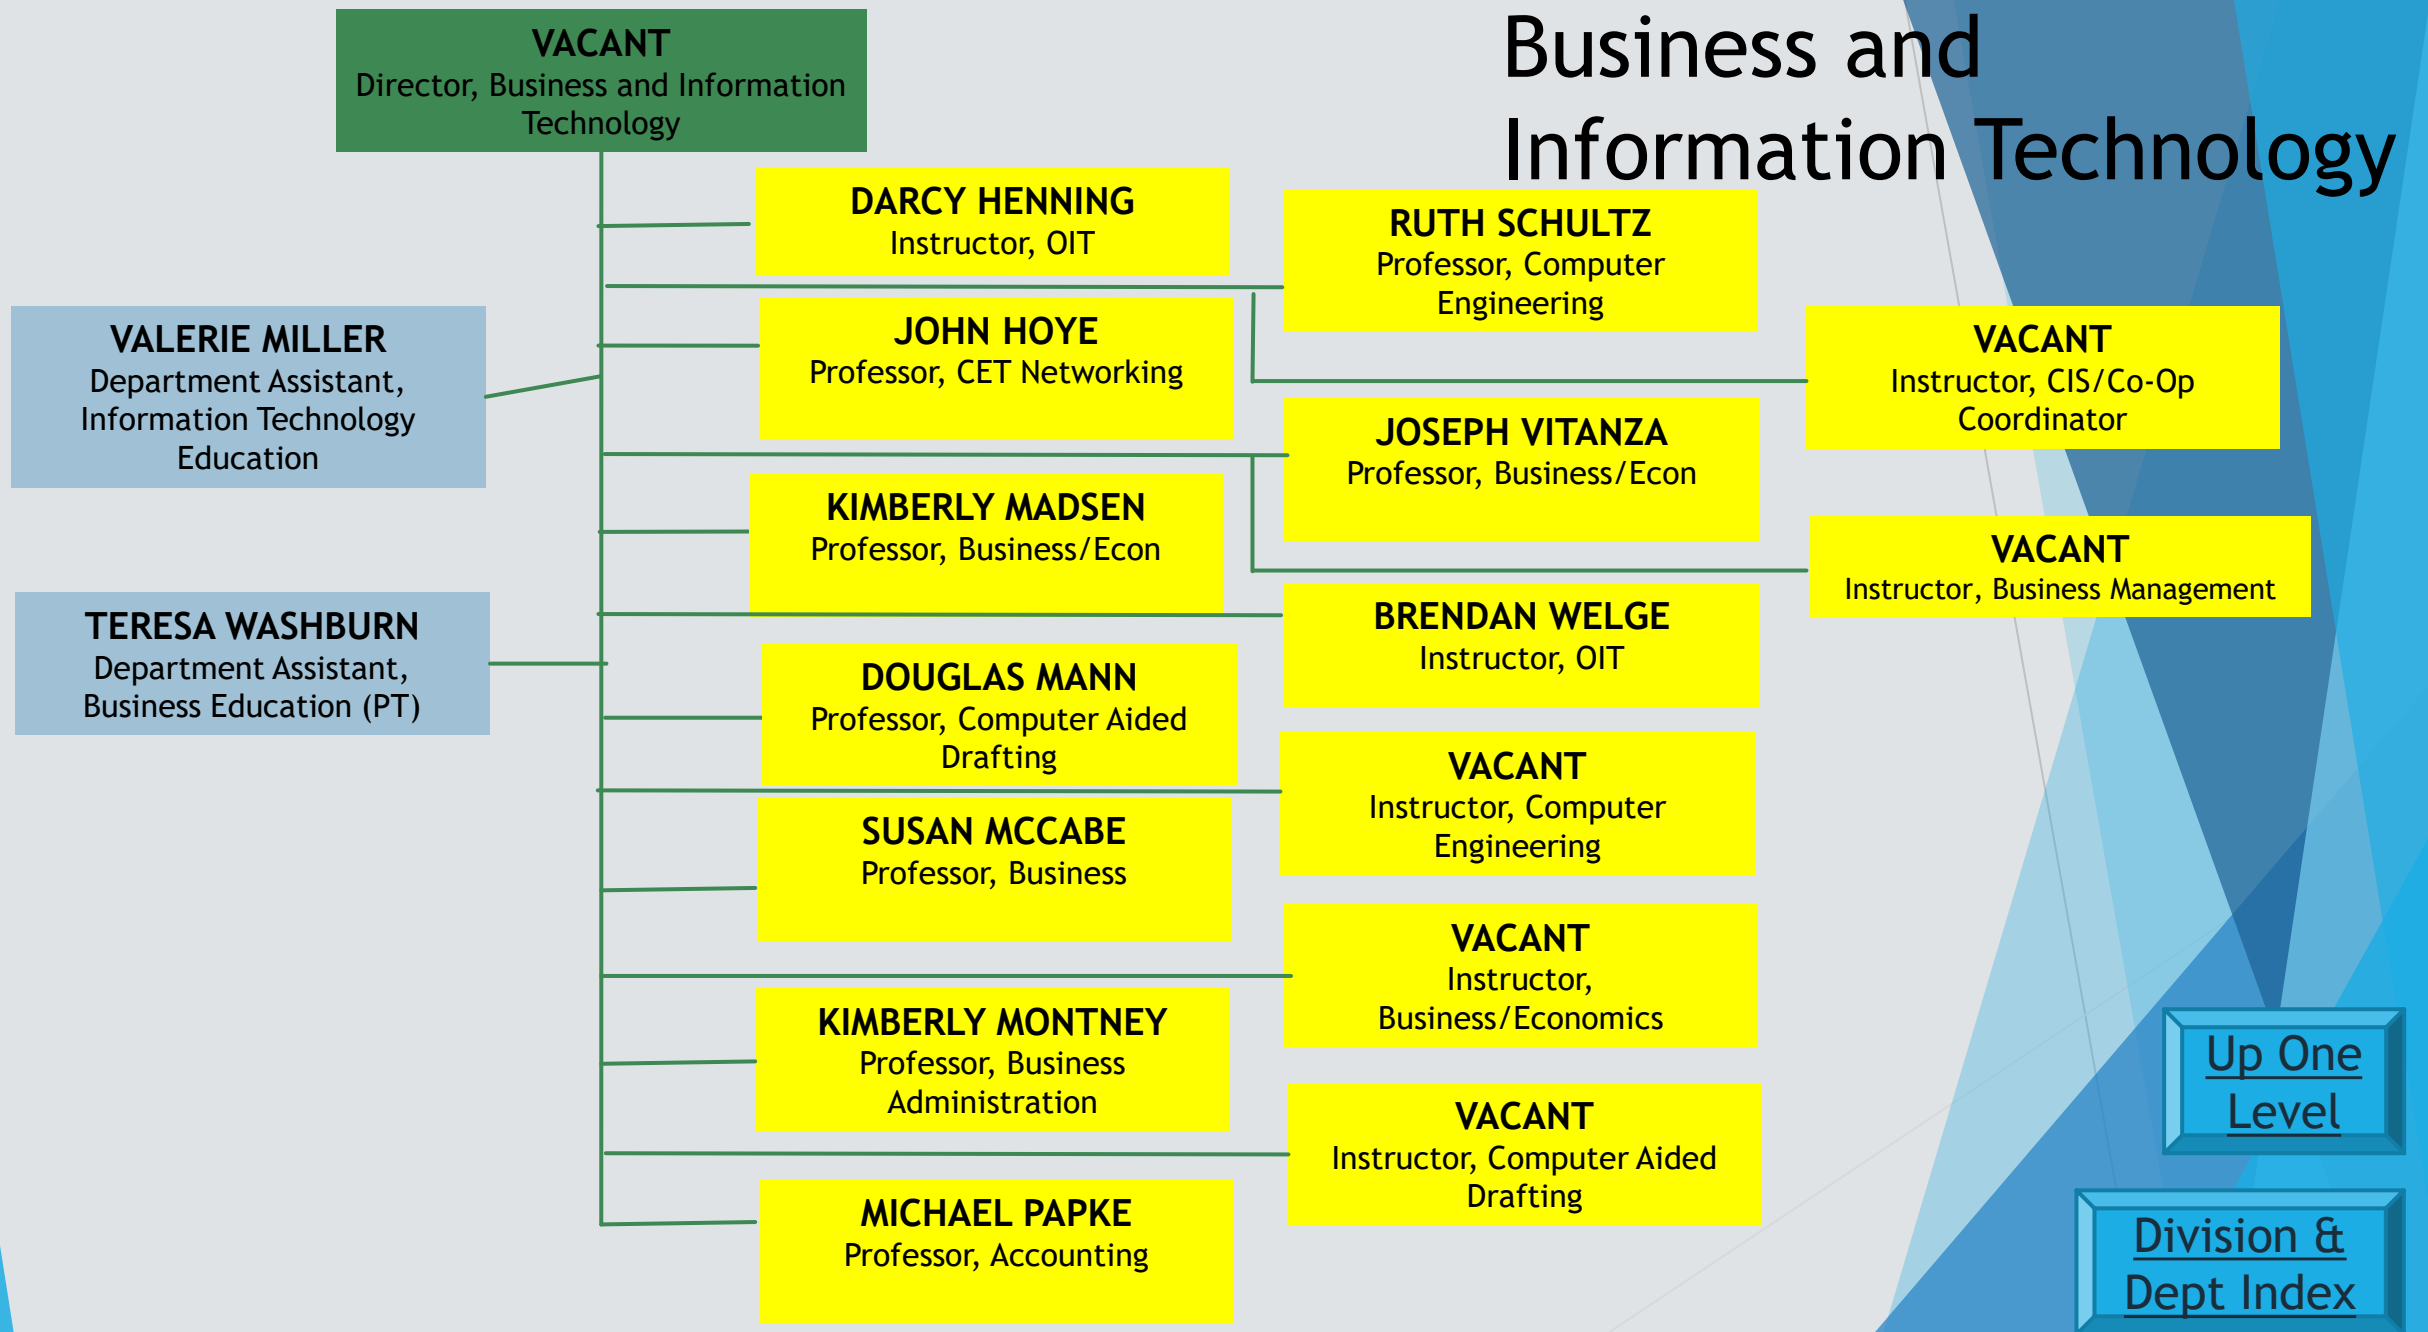 Business and
Information Technology
VACANT
Director, Business and Information
Technology
DARCY HENNING
Instructor, OIT
RUTH SCHULTZ
Professor, Computer
Engineering
VALERIE MILLER
Department Assistant,
Information Technology
Education
JOHN HOYE
Professor, CET Networking
VACANT
Instructor, CIS/Co-Op
Coordinator
JOSEPH VITANZA
Professor, Business/Econ
KIMBERLY MADSEN
Professor, Business/Econ
VACANT
Instructor, Business Management
TERESA WASHBURN
Department Assistant,
Business Education (PT)
BRENDAN WELGE
Instructor, OIT
DOUGLAS MANN
Professor, Computer Aided
Drafting
VACANT
Instructor, Computer
Engineering
SUSAN MCCABE
Professor, Business
VACANT
Instructor,
Business/Economics
KIMBERLY MONTNEY
Professor, Business
Administration
VACANT
Instructor, Computer Aided
Drafting
MICHAEL PAPKE
Professor, Accounting
Up One
Level
Division &
Dept Index